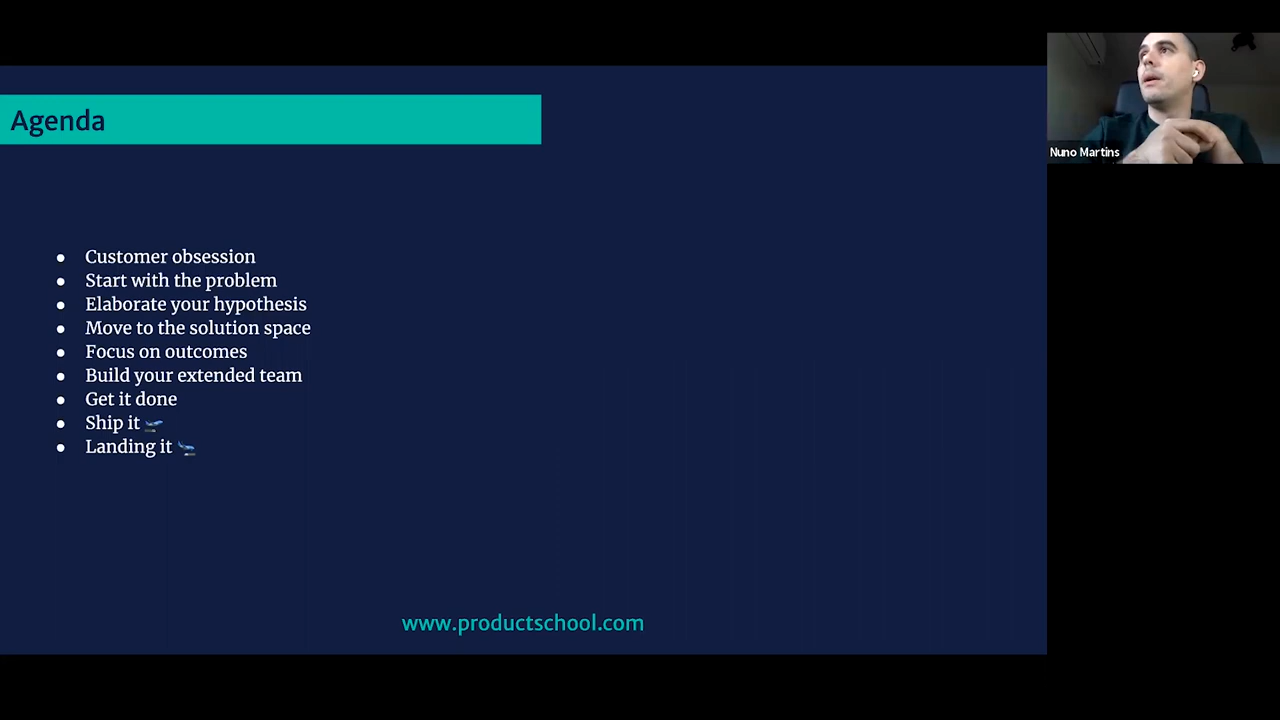 Agenda
● Customer obsession
● Start with the problem
● Elaborate your hypothesis
● Move to the solution space
● Focus on outcomes
● Build your extended team
● Get it done
● Ship it 🛫
● Landing it 🛬
www.productschool.com
Nuno Martins